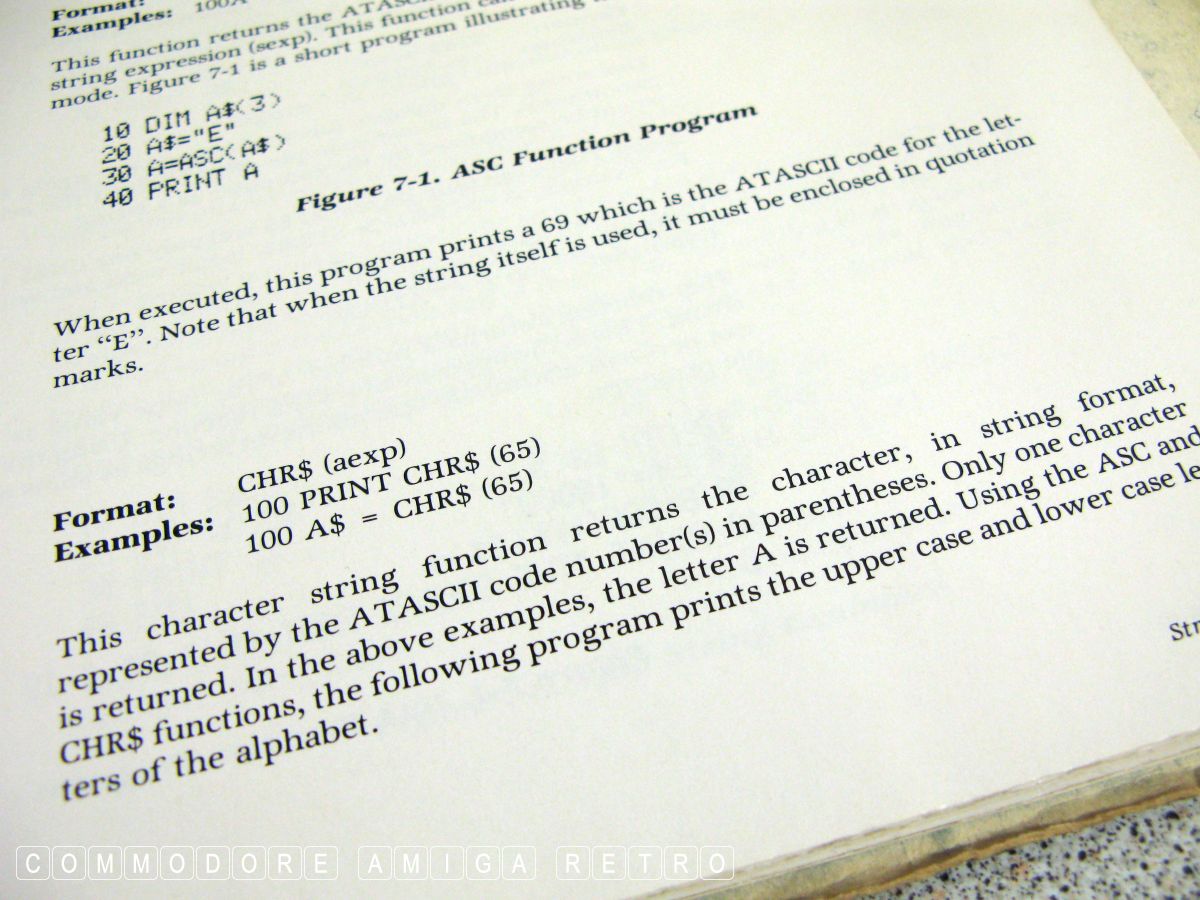 Format:
Examples: 100A
This function returns the ATASC
string expression (sexp). This function ca
mode. Figure 7-1 is a short program illustrating
10 DIM A$(3)
20 A$="E"
30 A=ASC(A$)
40 PRINT A
Figure 7-1. ASC Function Program
When executed, this program prints a 69 which is the ATASCII code for the let-
ter “E”. Note that when the string itself is used, it must be enclosed in quotation
marks.
Format: CHR$ (aexp)
Examples: 100 PRINT CHR$ (65)
100 A$ = CHR$ (65)
This character string function returns the character, in string format,
represented by the ATASCII code number(s) in parentheses. Only one character
is returned. In the above examples, the letter A is returned. Using the ASC and
CHR$ functions, the following program prints the upper case and lower case le
ters of the alphabet.
Str
COMMODORE AMIGA RETRO